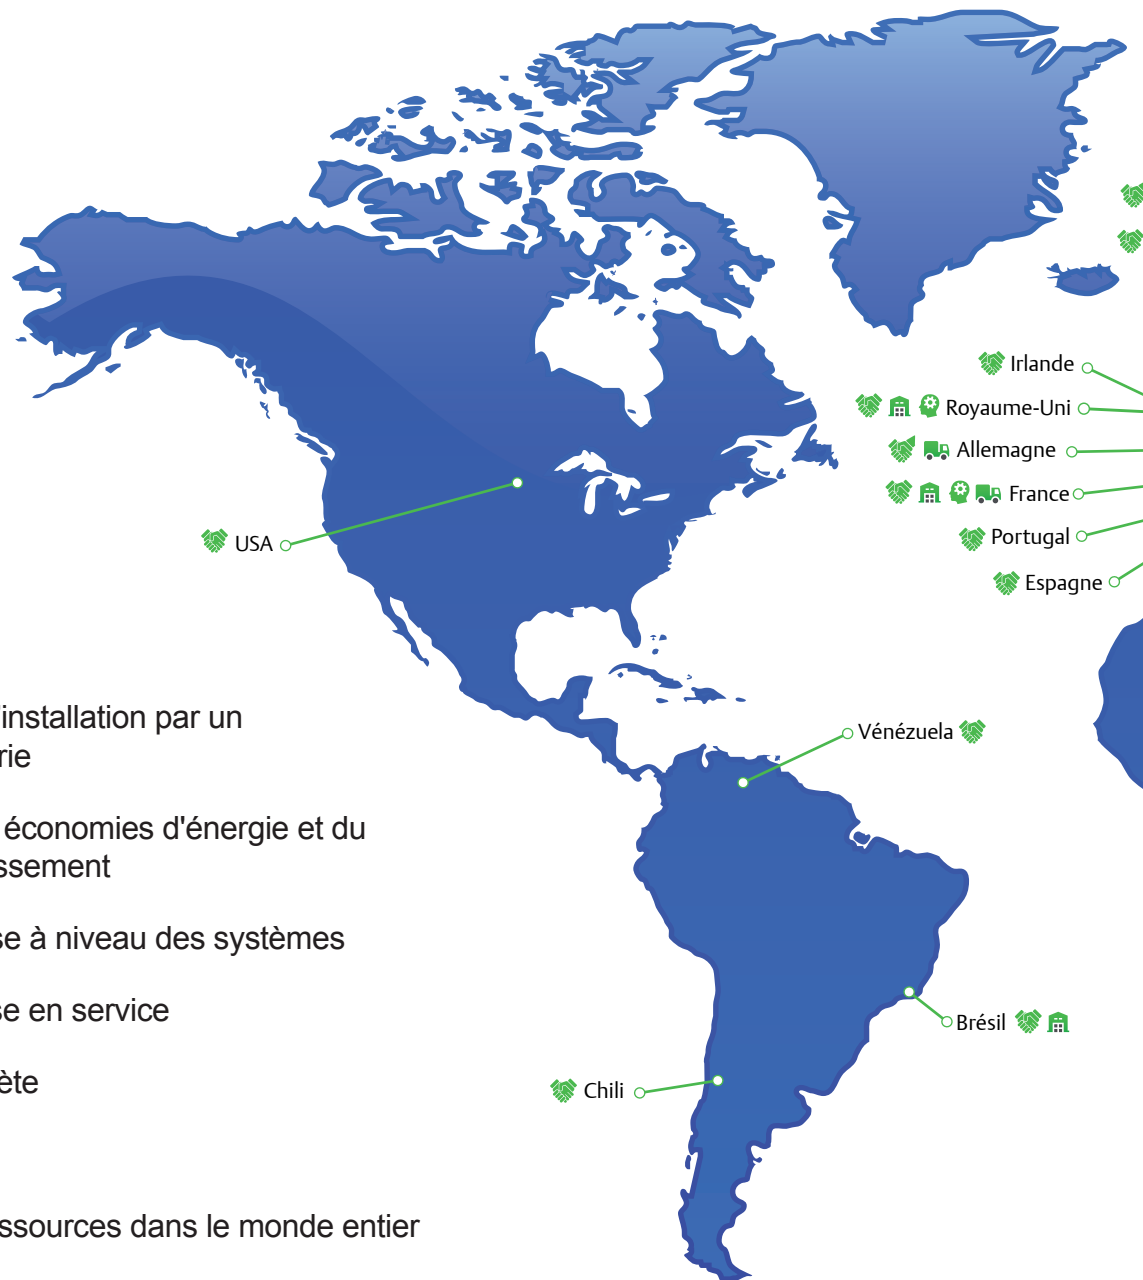 Irlande
Royaume-Uni
Allemagne
France
Portugal
Espagne
USA
Vénézuela
Brésil
Chili
'installation par un
rie
économies d'énergie et du
ssement
se à niveau des systèmes
se en service
ète
ssources dans le monde entier